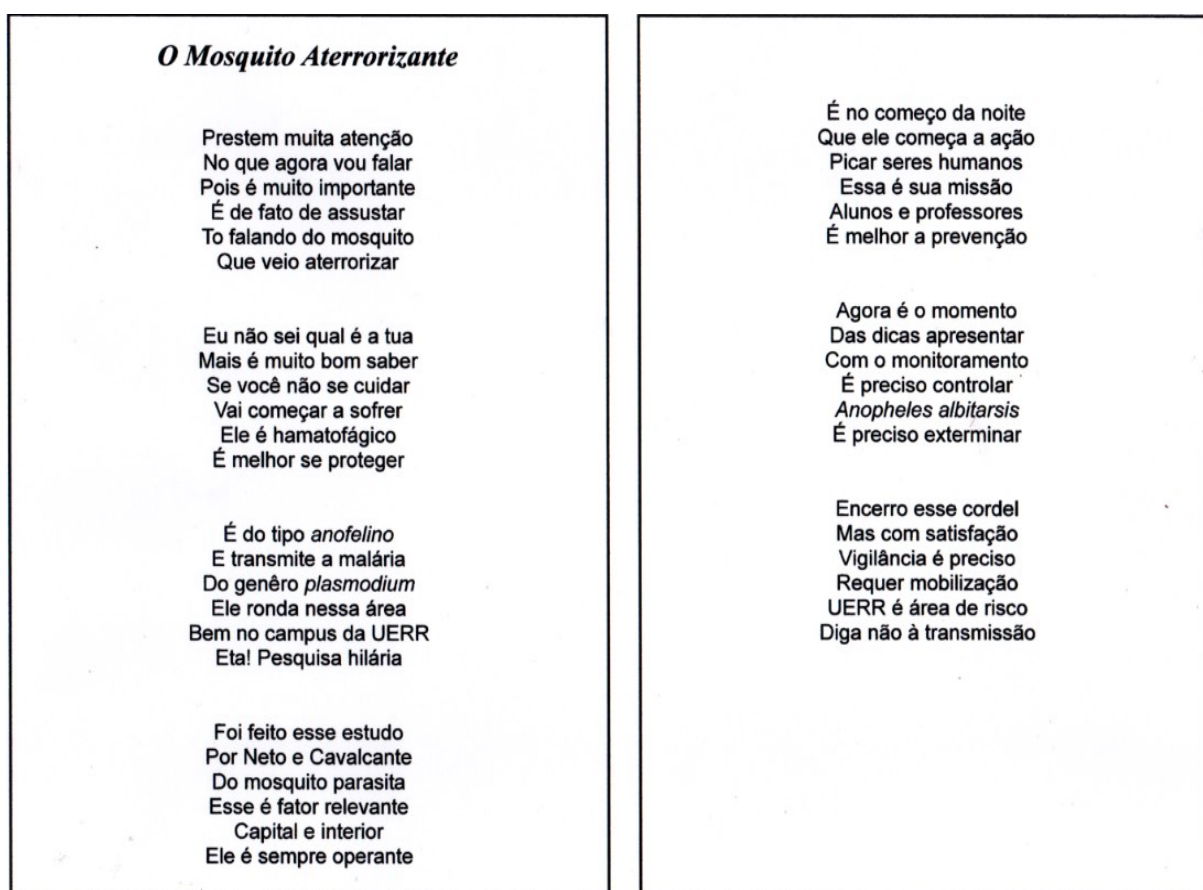 O Mosquito Aterrorizante
Prestem muita atenção
No que agora vou falar
Pois é muito importante
É de fato de assustar
To falando do mosquito
Que veio aterrorizar
Eu não sei qual é a tua
Mais é muito bom saber
Se você não se cuidar
Vai começar a sofrer
Ele é hamatofágico
É melhor se proteger
É do tipo anofelino
E transmite a malária
Do genêro plasmodium
Ele ronda nessa área
Bem no campus da UERR
Eta! Pesquisa hilária
Foi feito esse estudo
Por Neto e Cavalcante
Do mosquito parasita
Esse é fator relevante
Capital e interior
Ele é sempre operante
É no começo da noite
Que ele começa a ação
Picar seres humanos
Essa é sua missão
Alunos e professores
É melhor a prevenção
Agora é o momento
Das dicas apresentar
Com o monitoramento
É preciso controlar
Anopheles albitarsis
É preciso exterminar
Encerro esse cordel
Mas com satisfação
Vigilância é preciso
Requer mobilização
UERR é área de risco
Diga não à transmissão